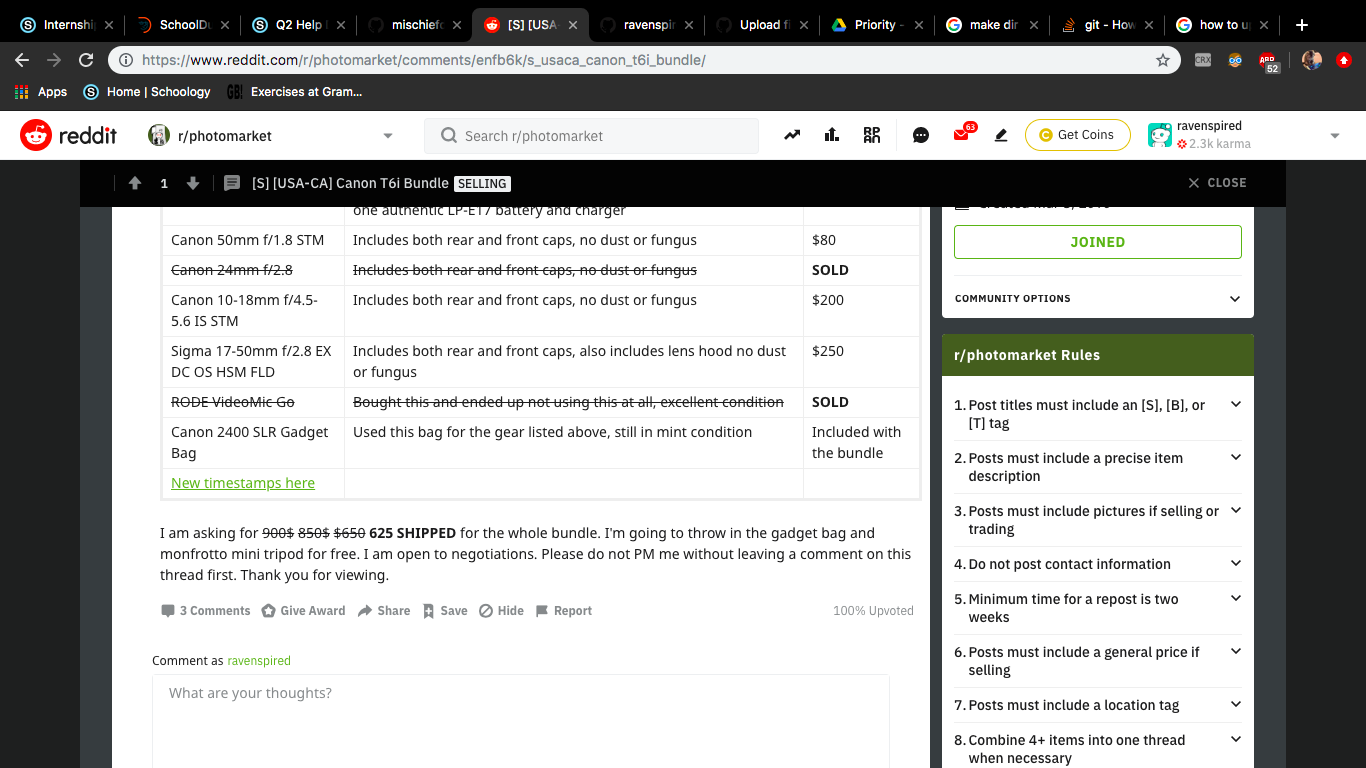 Internship
SchoolDu
Q2 Help
mischiefo
[S] [USA-
ravenspir
Upload fi
Priority -
make dir
git - How
how to u
https://www.reddit.com/r/photomarket/comments/enfb6k/s_usaca_canon_t6i_bundle/
CRX
ABP
52
Apps
Home | Schoology
GB!
Exercises at Gram...
reddit
r/photomarket
Search r/photomarket
63
Get Coins
ravenspired
2.3k karma
1
[S] [USA-CA] Canon T6i Bundle SELLING
CLOSE
one authentic LP-E17 battery and charger
Canon 50mm f/1.8 STM
Includes both rear and front caps, no dust or fungus
$80
Canon 24mm f/2.8
Includes both rear and front caps, no dust or fungus
SOLD
Canon 10-18mm f/4.5-
5.6 IS STM
Includes both rear and front caps, no dust or fungus
$200
Sigma 17-50mm f/2.8 EX
DC OS HSM FLD
Includes both rear and front caps, also includes lens hood no dust
or fungus
$250
RODE VideoMic Go
Bought this and ended up not using this at all, excellent condition
SOLD
Canon 2400 SLR Gadget
Bag
Used this bag for the gear listed above, still in mint condition
Included with
the bundle
New timestamps here
I am asking for 900$ 850$ $650 625 SHIPPED for the whole bundle. I'm going to throw in the gadget bag and
monfrotto mini tripod for free. I am open to negotiations. Please do not PM me without leaving a comment on this
thread first. Thank you for viewing.
3 Comments
Give Award
Share
Save
Hide
Report
100% Upvoted
Comment as ravenspired
What are your thoughts?
JOINED
COMMUNITY OPTIONS
r/photomarket Rules
1. Post titles must include an [S], [B], or
[T] tag
2. Posts must include a precise item
description
3. Posts must include pictures if selling or
trading
4. Do not post contact information
5. Minimum time for a repost is two
weeks
6. Posts must include a general price if
selling
7. Posts must include a location tag
8. Combine 4+ items into one thread
when necessary